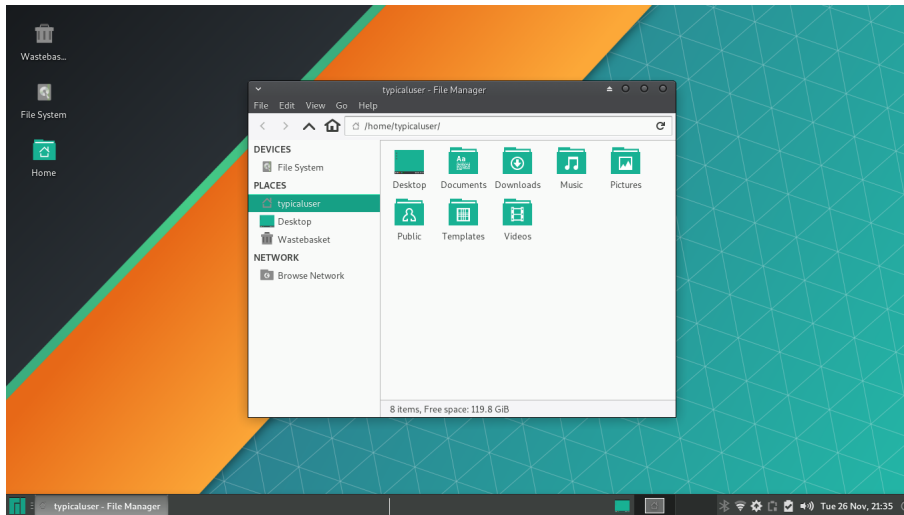 Wastebas...
File System
Home
typicaluser - File Manager
File Edit View Go Help
/home/typicaluser/
DEVICES
File System
PLACES
typicaluser
Desktop
Wastebasket
NETWORK
Browse Network
Desktop Documents Downloads Music Pictures
Public Templates Videos
8 items, Free space: 119.8 GiB
typicaluser - File Manager
Tue 26 Nov, 21:35